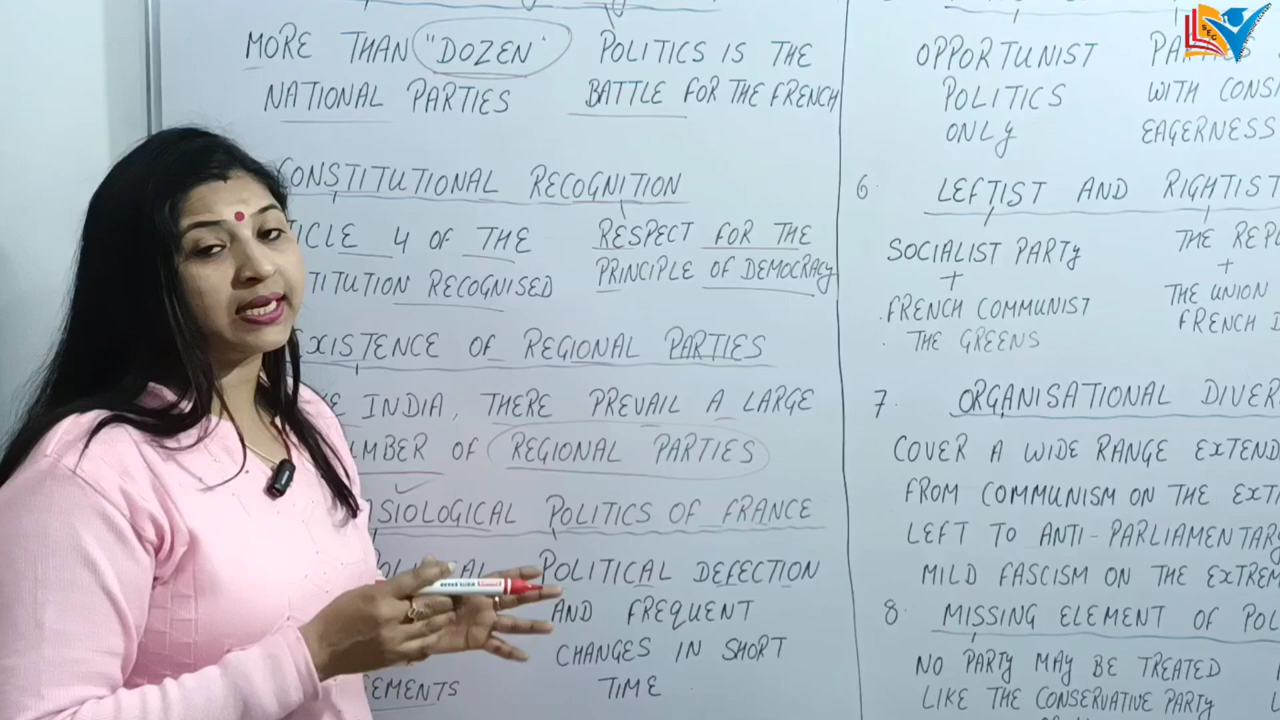 MORE THAN "DOZEN"
NATIONAL PARTIES
POLITICS IS THE
BATTLE FOR THE FRENCH
CONSTITUTIONAL RECOGNITION
4 OF THE
RECOGNISED
RESPECT FOR THE
PRINCIPLE OF DEMOCRACY
EXISTENCE OF REGIONAL PARTIES
INDIA, THERE PREVAIL A LARGE
OF REGIONAL PARTIES
POLITICS OF FRANCE
POLITICAL DEFECTION
AND FREQUENT
CHANGES IN SHORT
TIME
OPPORTUNIST
POLITICS
ONLY
WITH
EAGERNESS
6 LEFTIST AND RIGHTIST
SOCIALIST PARTY
+
FRENCH COMMUNIST
THE GREENS
THE
+
THE UNION
FRENCH
7. ORGANISATIONAL
COVER A WIDE RANGE
FROM COMMUNISM ON THE
LEFT TO ANTI-PARLIAMENTARY
MILD FASCISM ON THE
8 MISSING ELEMENT OF
NO PARTY MAY BE TREATED
LIKE THE CONSERVATIVE PARTY
SEC